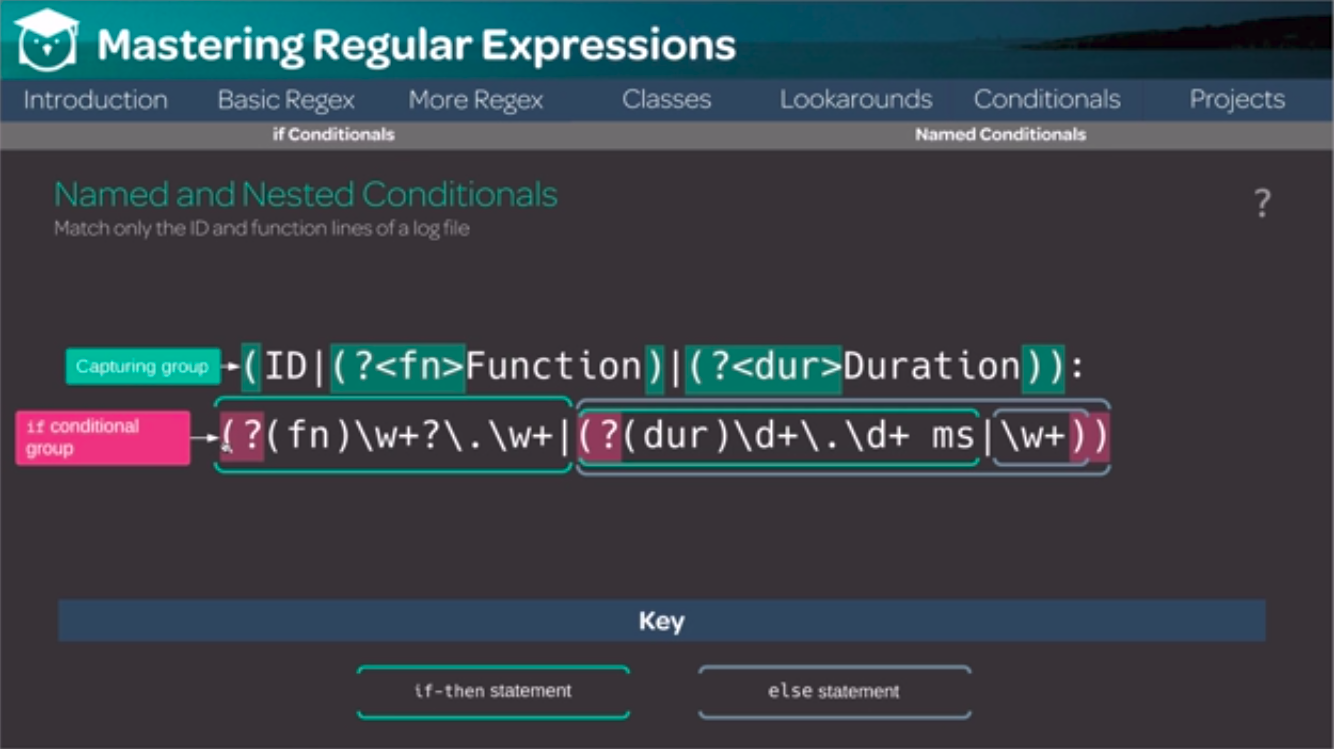 Mastering Regular Expressions
Introduction Basic Regex More Regex Classes Lookarounds Conditionals Projects
if Conditionals Named Conditionals
Named and Nested Conditionals
?
Match only the ID and function lines of a log file
Capturing group
(ID|(?<fn>Function)|(?<dur>Duration)):
if conditional
group
(?(fn)\w+?\.\w+|(?(dur)\d+\.\d+ ms|\w+))
Key
if-then statement else statement